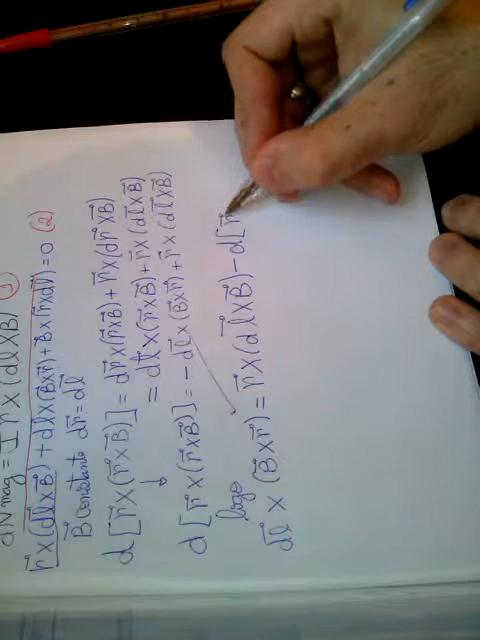 dN⃗mag = I r⃗ × (dl⃗ × B⃗) (1)
r⃗×(dl⃗×B⃗) + dl⃗×(B⃗×r⃗) + B⃗×(r⃗×dl⃗) = 0 (2)
B⃗ constante dr⃗ = dl⃗
d[r⃗×(r⃗×B⃗)] = dr⃗×(r⃗×B⃗) + r⃗×(dr⃗×B⃗)
↓ = dl⃗×(r⃗×B⃗) + r⃗×(dl⃗×B⃗)
d[r⃗×(r⃗×B⃗)] = - dl⃗×(B⃗×r⃗) + r⃗×(dl⃗×B⃗)
logo
dl⃗ × (B⃗×r⃗) = r⃗×(dl⃗×B⃗) - d[r⃗